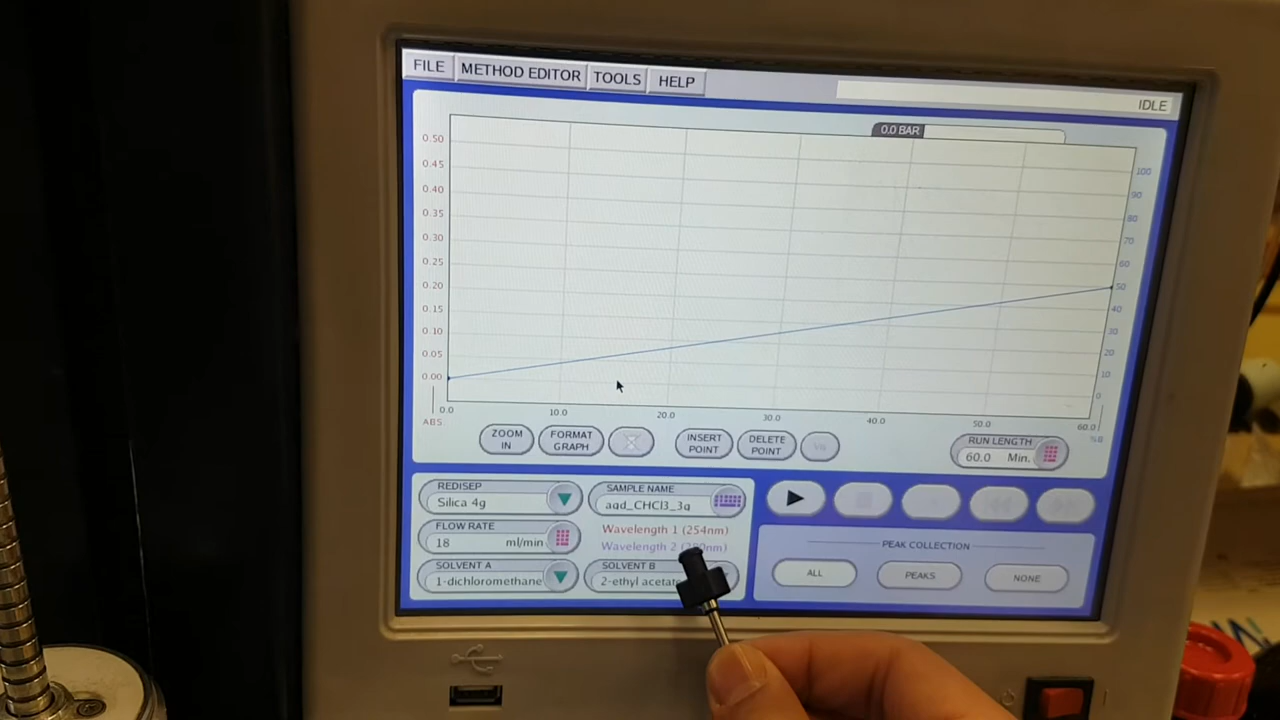 FILE METHOD EDITOR TOOLS HELP
IDLE
0.0 BAR
0.50
0.45
0.40
0.35
0.30
0.25
0.20
0.15
0.10
0.05
0.00
ABS
100
90
80
70
60
50
40
30
20
10
0
%B
0.0 10.0 20.0 30.0 40.0 50.0 60.0
ZOOM
IN
FORMAT
GRAPH
INSERT
POINT
DELETE
POINT
RUN LENGTH
60.0 Min.
REDISEP
Silica 4g
SAMPLE NAME
agd_CHCl3_3g
FLOW RATE
18 ml/min
Wavelength 1 (254nm)
Wavelength 2
SOLVENT A
1-dichloromethane
SOLVENT B
2-ethyl acetate
PEAK COLLECTION
ALL PEAKS NONE